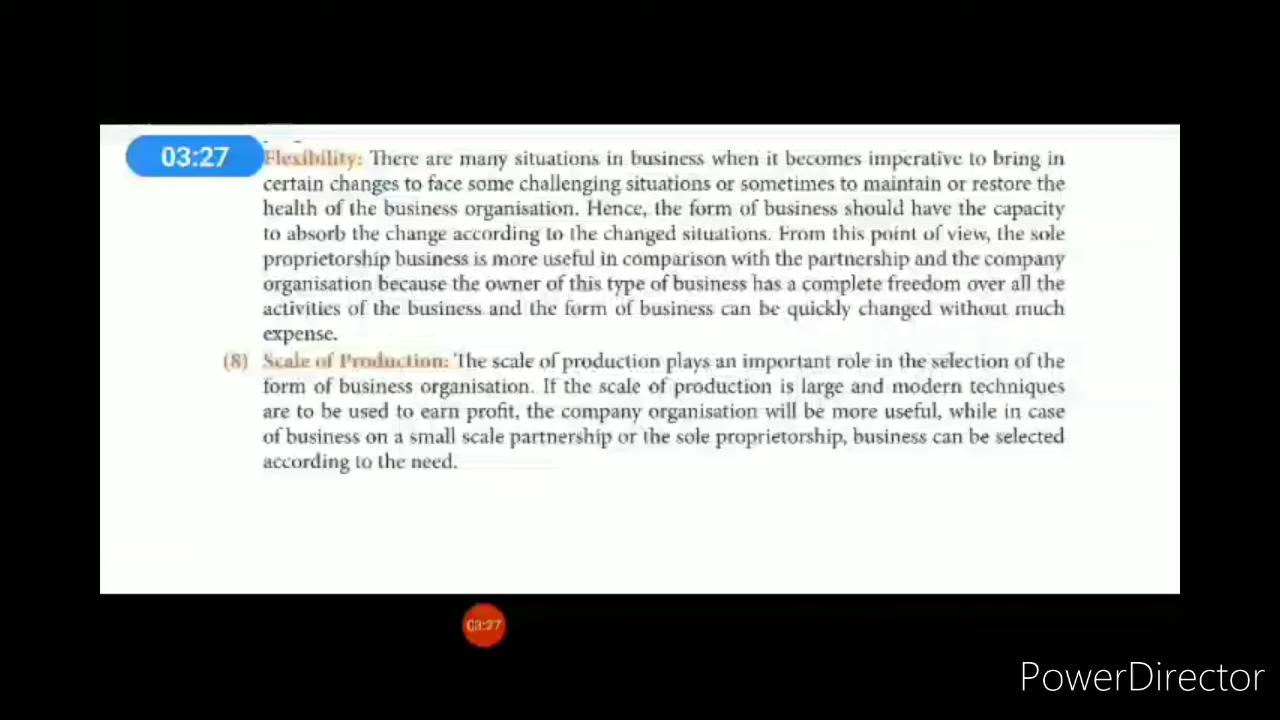 03:27
Flexibility: There are many situations in business when it becomes imperative to bring in
certain changes to face some challenging situations or sometimes to maintain or restore the
health of the business organisation. Hence, the form of business should have the capacity
to absorb the change according to the changed situations. From this point of view, the sole
proprietorship business is more useful in comparison with the partnership and the company
organisation because the owner of this type of business has a complete freedom over all the
activities of the business and the form of business can be quickly changed without much
expense.
(8) Scale of Production: The scale of production plays an important role in the selection of the
form of business organisation. If the scale of production is large and modern techniques
are to be used to earn profit, the company organisation will be more useful, while in case
of business on a small scale partnership or the sole proprietorship, business can be selected
according to the need.
03:27
PowerDirector